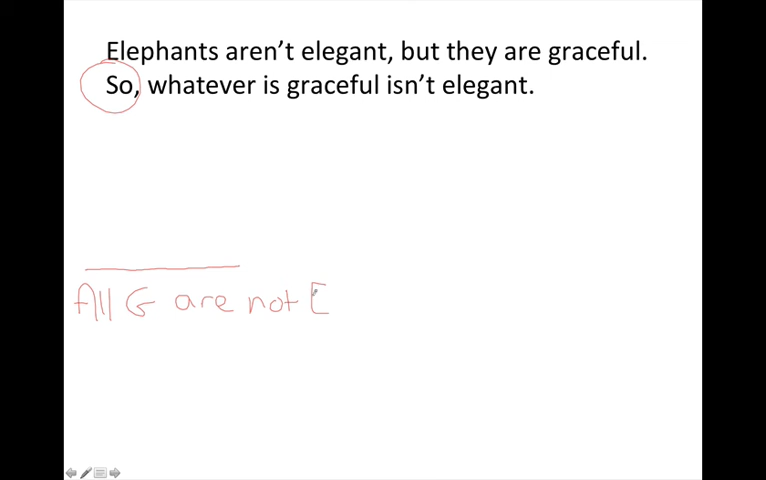 Elephants aren't elegant, but they are graceful.
So, whatever is graceful isn't elegant.
All G are not